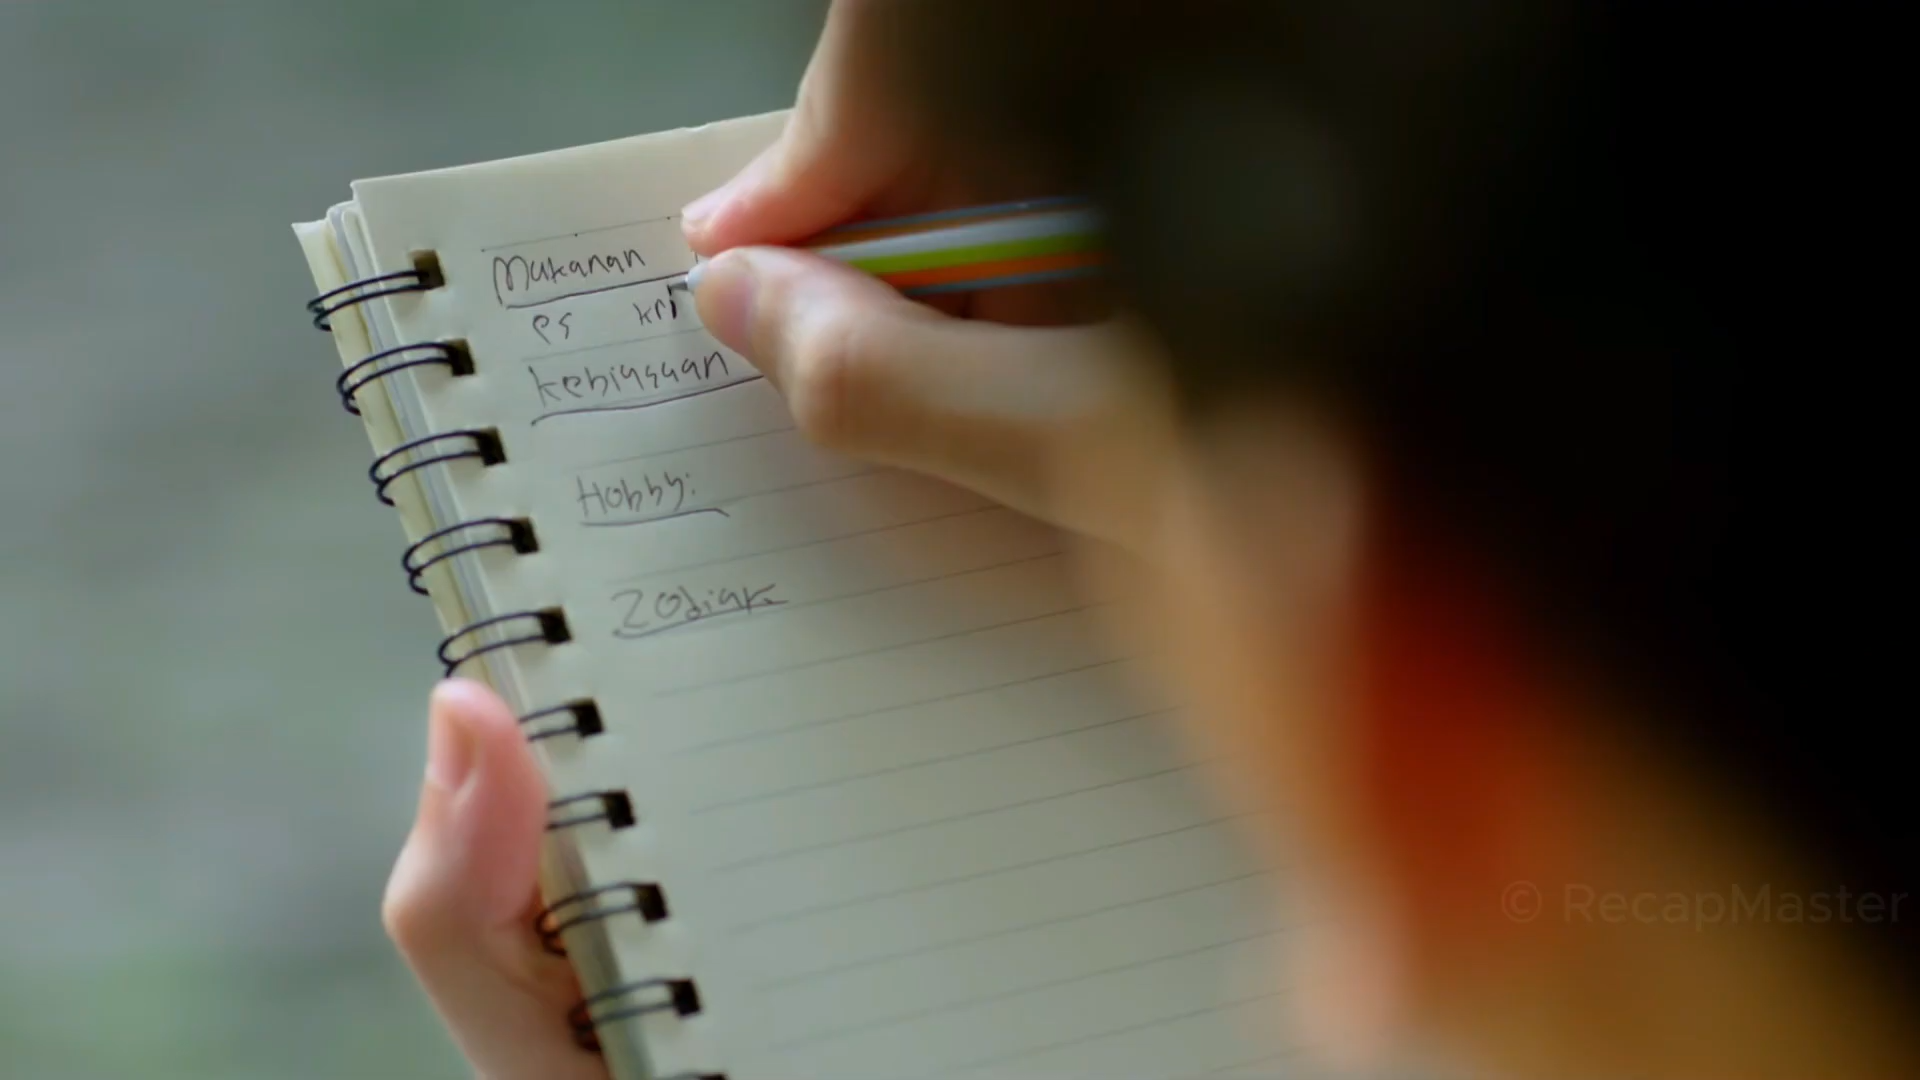 Makanan
es kri
kebiasaan
Hobby:
Zodiak
© RecapMaster